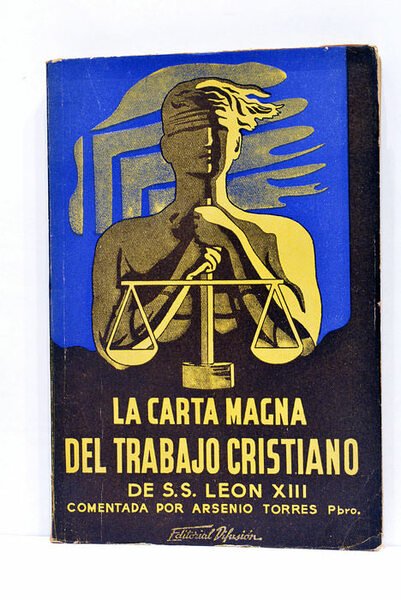 LA CARTA MAGNA
DEL TRABAJO CRISTIANO
DE S.S. LEON XIII
COMENTADA POR ARSENIO TORRES Pbro.
Editorial Difusión